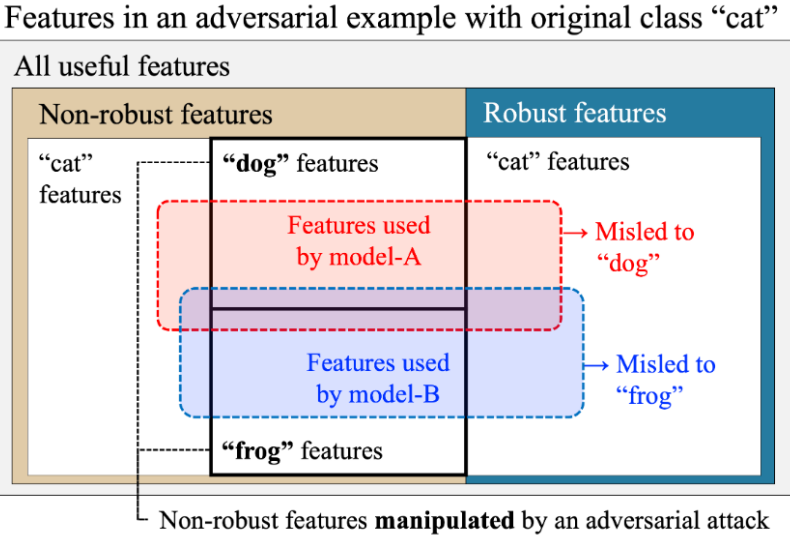 Features in an adversarial example with original class “cat”
All useful features
Non-robust features
Robust features
“cat”
features
“dog” features
“cat” features
Features used
by model-A
→ Misled to
“dog”
Features used
by model-B
→ Misled to
“frog”
“frog” features
Non-robust features manipulated by an adversarial attack